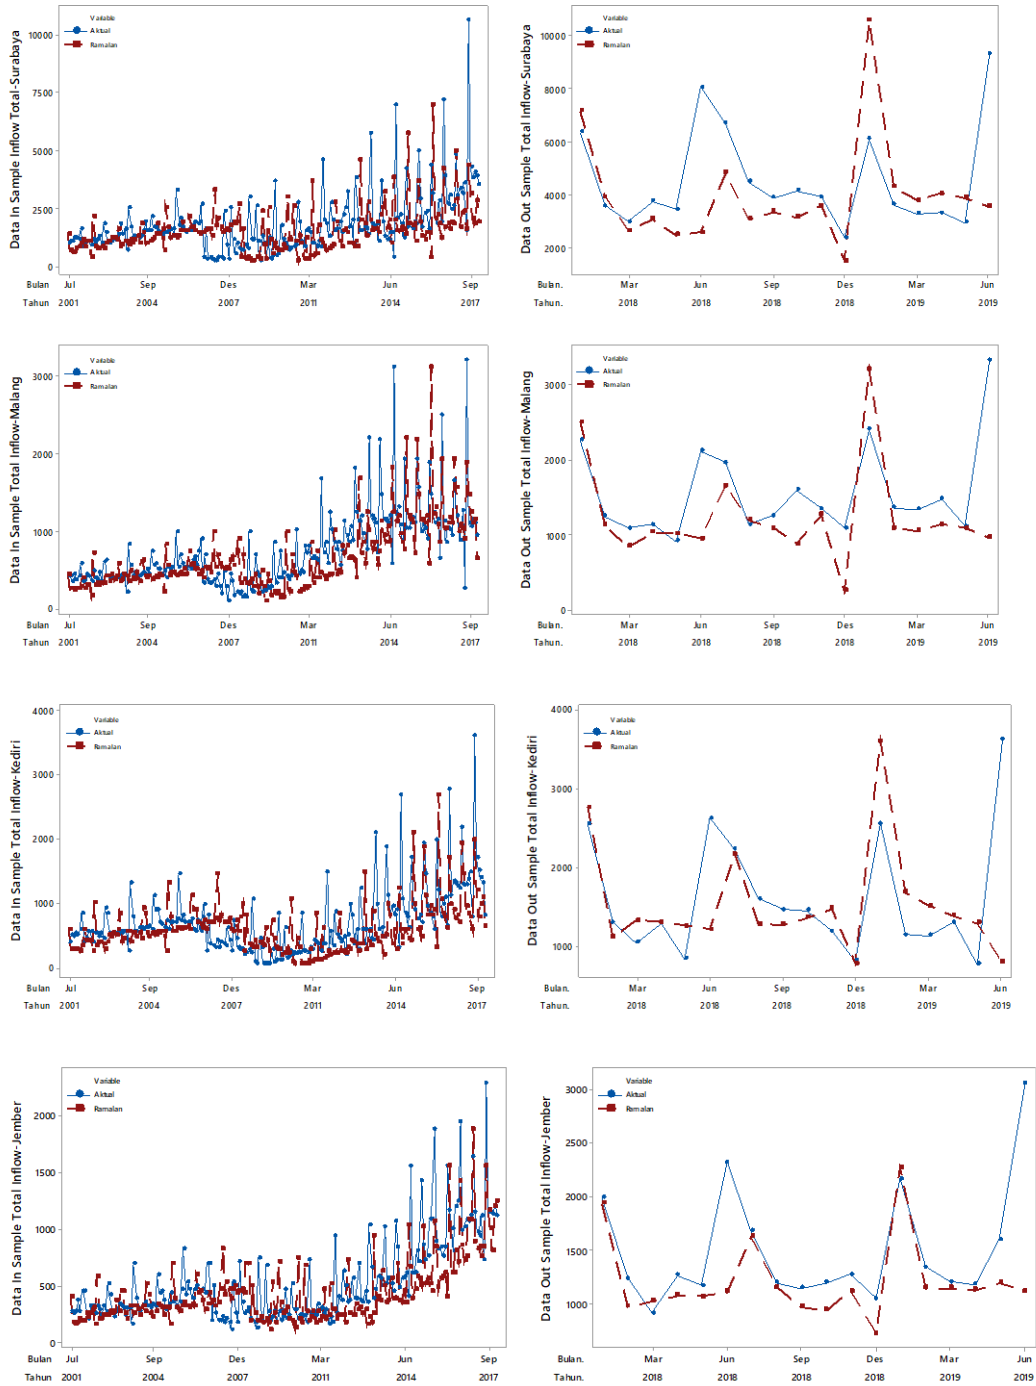 Data In Sample Inflow Total-Surabaya
Variable
Aktual
Ramalan
10000
7500
5000
2500
0
Bulan Jul Sep Des Mar Jun Sep
Tahun 2001 2004 2007 2011 2014 2017
Data Out Sample Total Inflow-Surabaya
Variable
Aktual
Ramalan
10000
8000
6000
4000
2000
Bulan. Mar Jun Sep Des Mar Jun
Tahun. 2018 2018 2018 2018 2019 2019
Data In Sample Total Inflow-Malang
Variable
Aktual
Ramalan
3000
2000
1000
0
Bulan Jul Sep Des Mar Jun Sep
Tahun 2001 2004 2007 2011 2014 2017
Data Out Sample Total Inflow-Malang
Variable
Aktual
Ramalan
3000
2000
1000
0
Bulan. Mar Jun Sep Des Mar Jun
Tahun. 2018 2018 2018 2018 2019 2019
Data In Sample Total Inflow-Kediri
Variable
Aktual
Ramalan
4000
3000
2000
1000
0
Bulan Jul Sep Des Mar Jun Sep
Tahun 2001 2004 2007 2011 2014 2017
Data Out Sample Total Inflow-Kediri
Variable
Aktual
Ramalan
4000
3000
2000
1000
Bulan. Mar Jun Sep Des Mar Jun
Tahun. 2018 2018 2018 2018 2019 2019
Data In Sample Total Inflow-Jember
Variable
Aktual
Ramalan
2000
1500
1000
500
0
Bulan Jul Sep Des Mar Jun Sep
Tahun 2001 2004 2007 2011 2014 2017
Data Out Sample Total Inflow-Jember
Variable
Aktual
Ramalan
3000
2500
2000
1500
1000
Bulan. Mar Jun Sep Des Mar Jun
Tahun. 2018 2018 2018 2018 2019 2019